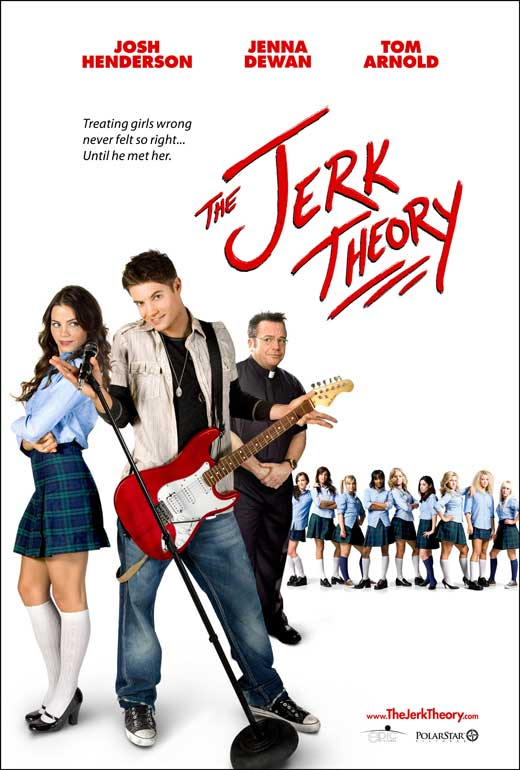 JOSH
HENDERSON
JENNA
DEWAN
TOM
ARNOLD
Treating girls wrong
never felt so right...
Until he met her.
THE JERK
THEORY
www.TheJerkTheory.com
POLARSTAR